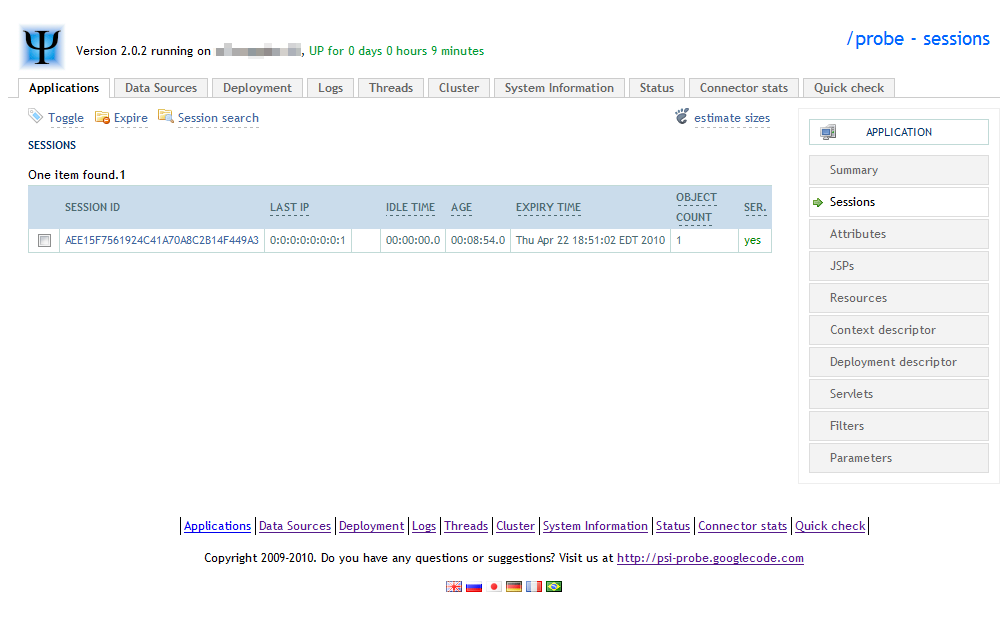 Version 2.0.2 running on , UP for 0 days 0 hours 9 minutes
/probe - sessions
Applications Data Sources Deployment Logs Threads Cluster System Information Status Connector stats Quick check
Toggle Expire Session search estimate sizes
SESSIONS
One item found.1
SESSION ID LAST IP IDLE TIME AGE EXPIRY TIME OBJECT COUNT SER.
AEE15F7561924C41A70A8C2B14F449A3 0:0:0:0:0:0:0:1 00:00:00.0 00:08:54.0 Thu Apr 22 18:51:02 EDT 2010 1 yes
APPLICATION
Summary
Sessions
Attributes
JSPs
Resources
Context descriptor
Deployment descriptor
Servlets
Filters
Parameters
Applications Data Sources Deployment Logs Threads Cluster System Information Status Connector stats Quick check
Copyright 2009-2010. Do you have any questions or suggestions? Visit us at http://psi-probe.googlecode.com